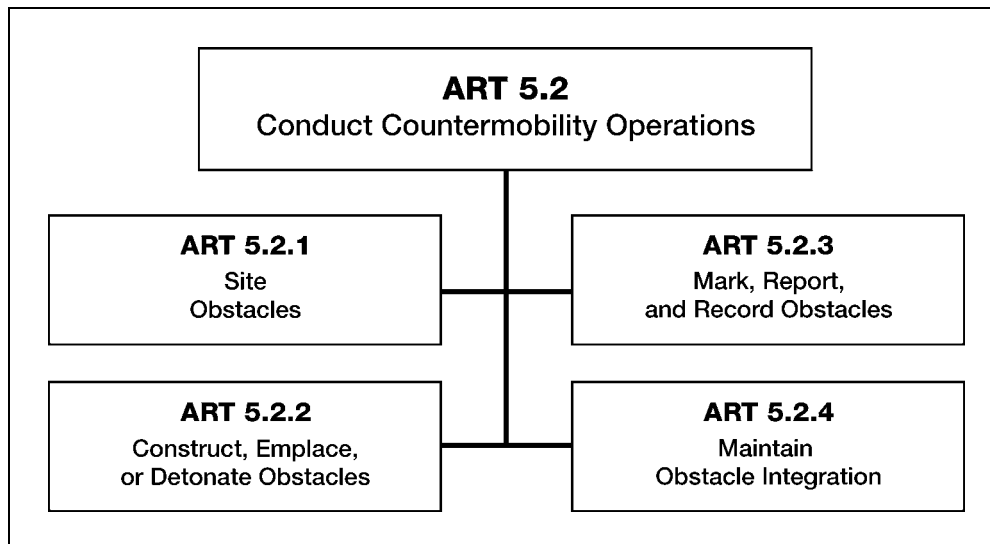 ART 5.2
Conduct Countermobility Operations
ART 5.2.1
Site
Obstacles
ART 5.2.2
Construct, Emplace,
or Detonate Obstacles
ART 5.2.3
Mark, Report,
and Record Obstacles
ART 5.2.4
Maintain
Obstacle Integration